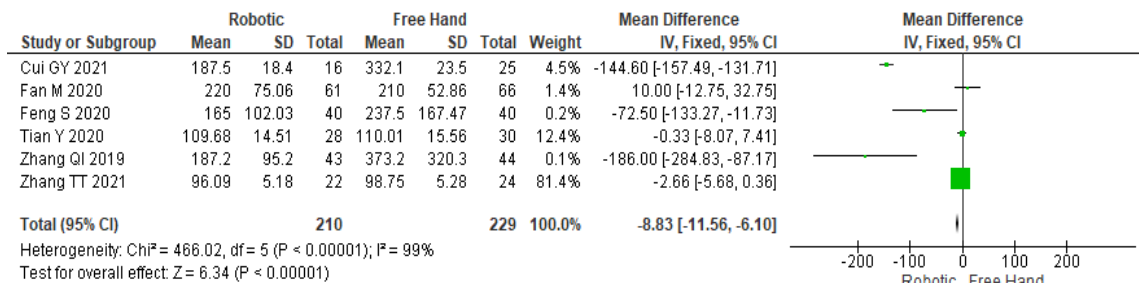 Robotic Free Hand Mean Difference Mean Difference
Study or Subgroup Mean SD Total Mean SD Total Weight IV, Fixed, 95% CI IV, Fixed, 95% CI
Cui GY 2021 187.5 18.4 16 332.1 23.5 25 4.5% -144.60 [-157.49, -131.71]
Fan M 2020 220 75.06 61 210 52.86 66 1.4% 10.00 [-12.75, 32.75]
Feng S 2020 165 102.03 40 237.5 167.47 40 0.2% -72.50 [-133.27, -11.73]
Tian Y 2020 109.68 14.51 28 110.01 15.56 30 12.4% -0.33 [-8.07, 7.41]
Zhang QI 2019 187.2 95.2 43 373.2 320.3 44 0.1% -186.00 [-284.83, -87.17]
Zhang TT 2021 96.09 5.18 22 98.75 5.28 24 81.4% -2.66 [-5.68, 0.36]
Total (95% CI) 210 229 100.0% -8.83 [-11.56, -6.10]
Heterogeneity: Chi² = 466.02, df = 5 (P < 0.00001); I² = 99%
Test for overall effect: Z = 6.34 (P < 0.00001)
-200 -100 0 100 200
Robotic Free Hand